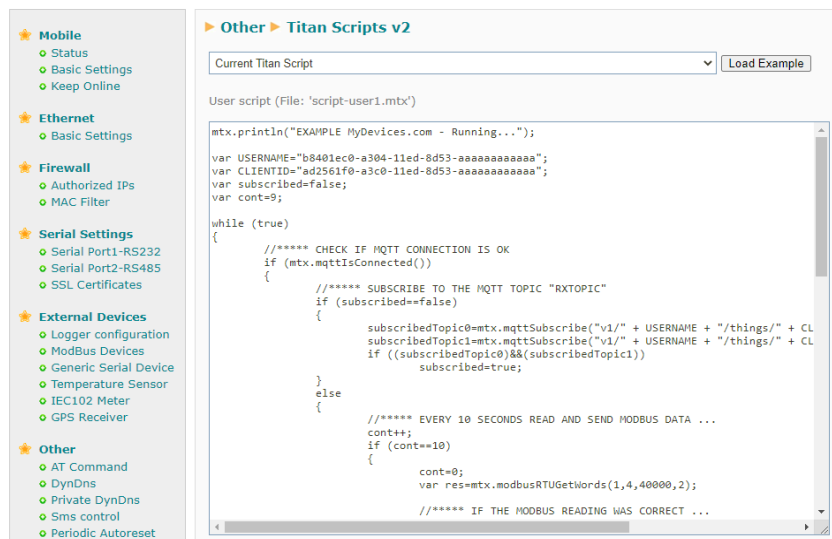 Mobile
Status
Basic Settings
Keep Online
Ethernet
Basic Settings
Firewall
Authorized IPs
MAC Filter
Serial Settings
Serial Port1-RS232
Serial Port2-RS485
SSL Certificates
External Devices
Logger configuration
ModBus Devices
Generic Serial Device
Temperature Sensor
IEC102 Meter
GPS Receiver
Other
AT Command
DynDns
Private DynDns
Sms control
Periodic Autoreset
Other Titan Scripts v2
Current Titan Script
Load Example
User script (File: 'script-user1.mtx')
mtx.println("EXAMPLE MyDevices.com - Running...");
var USERNAME="b8401ec0-a304-11ed-8d53-aaaaaaaaaaaa";
var CLIENTID="ad2561f0-a3c0-11ed-8d53-aaaaaaaaaaaa";
var subscribed=false;
var cont=9;
while (true)
{
//***** CHECK IF MQTT CONNECTION IS OK
if (mtx.mqttIsConnected())
{
//***** SUBSCRIBE TO THE MQTT TOPIC "RXTOPIC"
if (subscribed==false)
{
subscribedTopic0=mtx.mqttSubscribe("v1/" + USERNAME + "/things/" + CL
subscribedTopic1=mtx.mqttSubscribe("v1/" + USERNAME + "/things/" + CL
if ((subscribedTopic0)&&(subscribedTopic1))
subscribed=true;
}
else
{
//***** EVERY 10 SECONDS READ AND SEND MODBUS DATA ...
cont++;
if (cont==10)
{
cont=0;
var res=mtx.modbusRTUGetWords(1,4,40000,2);
//***** IF THE MODBUS READING WAS CORRECT ...